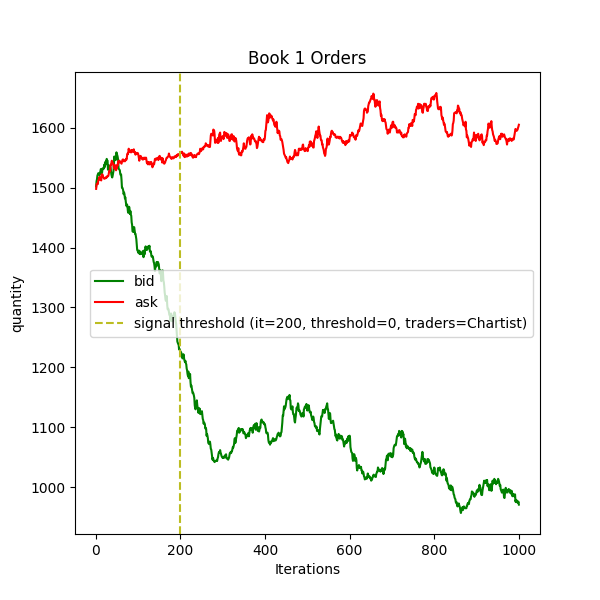 Book 1 Orders
quantity
1600
1500
1400
1300
1200
1100
1000
bid
ask
signal threshold (it=200, threshold=0, traders=Chartist)
0 200 400 600 800 1000
Iterations